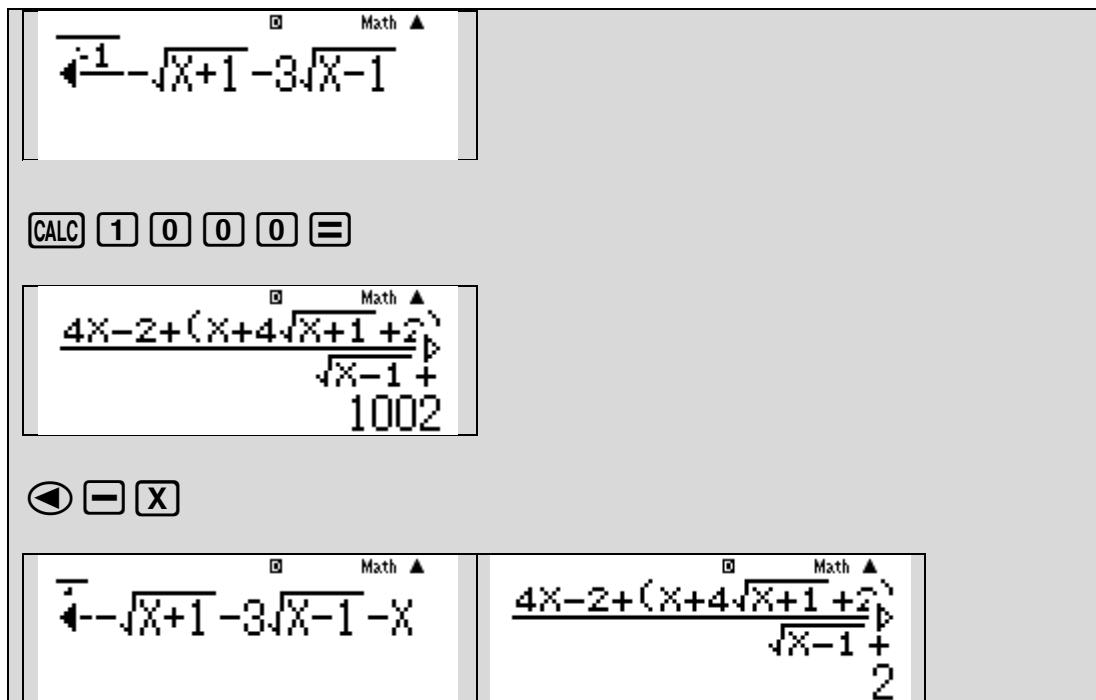 D Math ▲
◀-1 -√X+1 -3√X-1
CALC 1 0 0 0 =
D Math ▲
4X-2+(X+4√X+1 +2
√X-1 +
1002
◀ - X
D Math ▲
◀--√X+1 -3√X-1 -X
D Math ▲
4X-2+(X+4√X+1 +2
√X-1 +
2